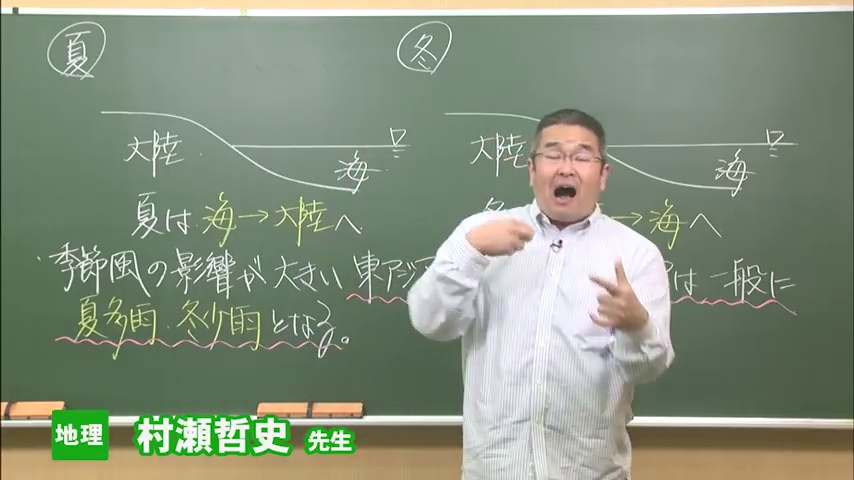 夏
冬
大陸
海
大陸
海
夏は 海→大陸へ
海へ
季節風の影響が大きい 東アジ
は一般に
夏多雨・冬少雨となる。
地理 村瀬哲史 先生